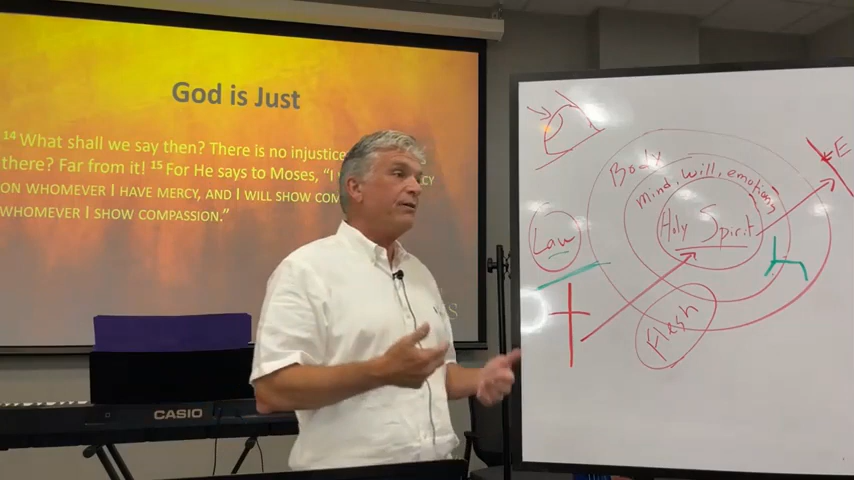 God is Just
14 What shall we say then? There is no injustice
there? Far from it! 15 For He says to Moses, "I
CY
ON WHOMEVER I HAVE MERCY, AND I WILL SHOW COM
WHOMEVER I SHOW COMPASSION."
CASIO
Body
mind, will, emotions
Holy Spirit
Law
Flesh
E